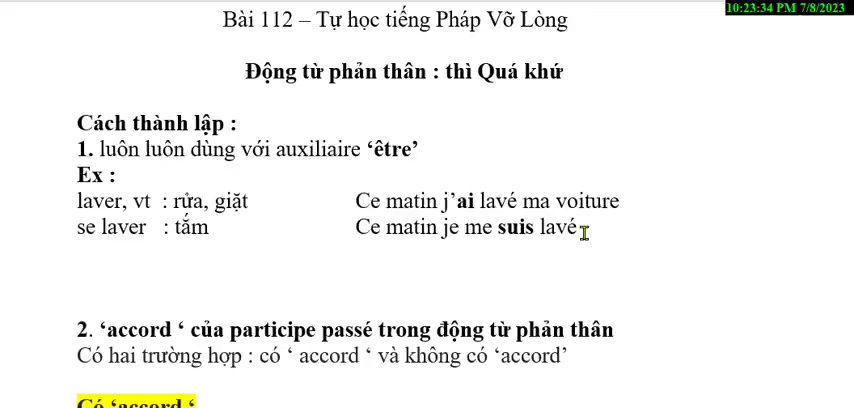 10:23:34 PM 7/8/2023
Bài 112 – Tự học tiếng Pháp Vỡ Lòng
Động từ phản thân : thì Quá khứ
Cách thành lập :
1. luôn luôn dùng với auxiliaire ‘être’
Ex :
laver, vt : rửa, giặt Ce matin j’ai lavé ma voiture
se laver : tắm Ce matin je me suis lavé
2. ‘accord ‘ của participe passé trong động từ phản thân
Có hai trường hợp : có ‘ accord ‘ và không có ‘accord’
Có ‘accord ‘